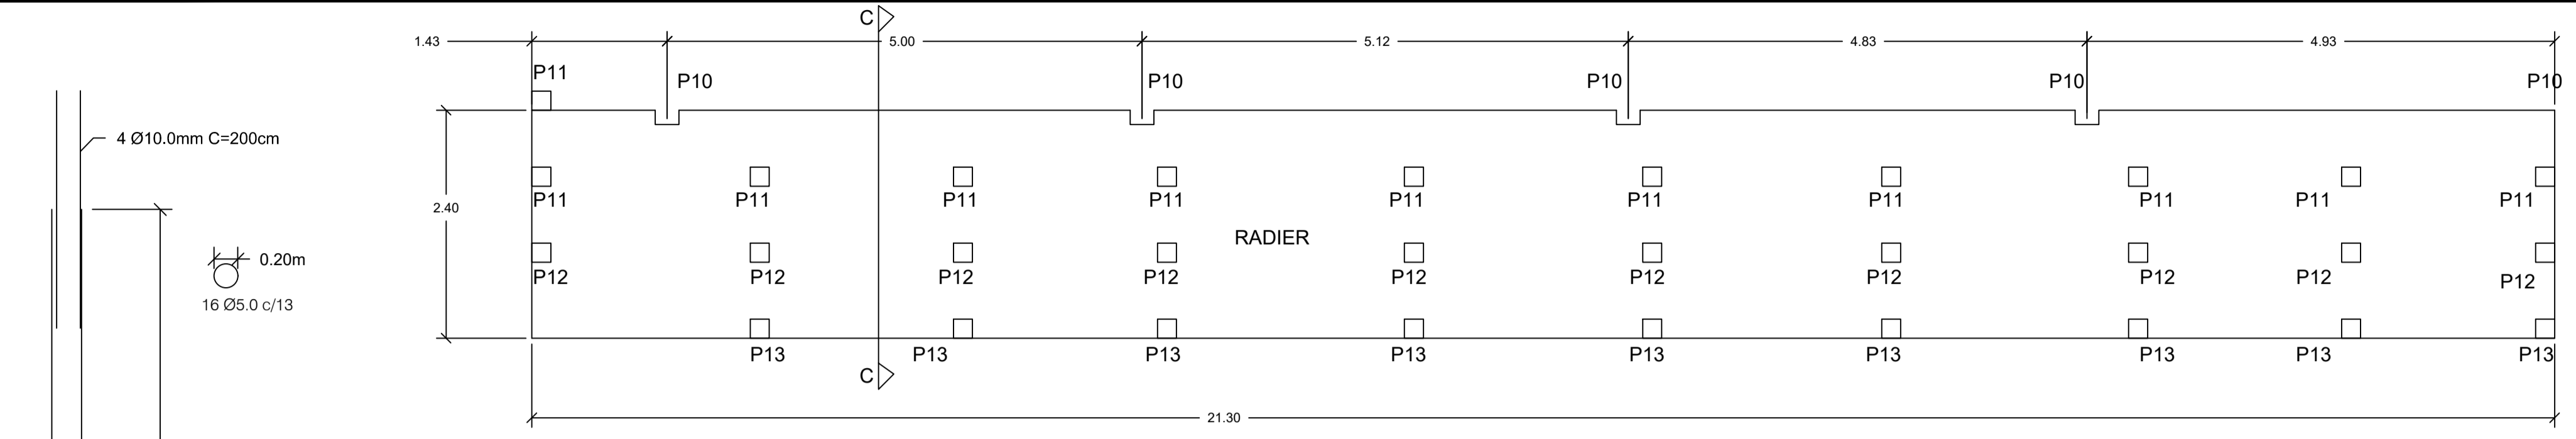 C
1.43 5.00 5.12 4.83 4.93
P11 P10 P10 P10 P10 P10
4 Ø10.0mm C=200cm
P11 P11 P11 P11 P11 P11 P11 P11 P11 P11
2.40
RADIER
0.20m
P12 P12 P12 P12 P12 P12 P12 P12 P12 P12
16 Ø5.0 c/13
P13 P13 P13 P13 P13 P13 P13 P13 P13
C
21.30